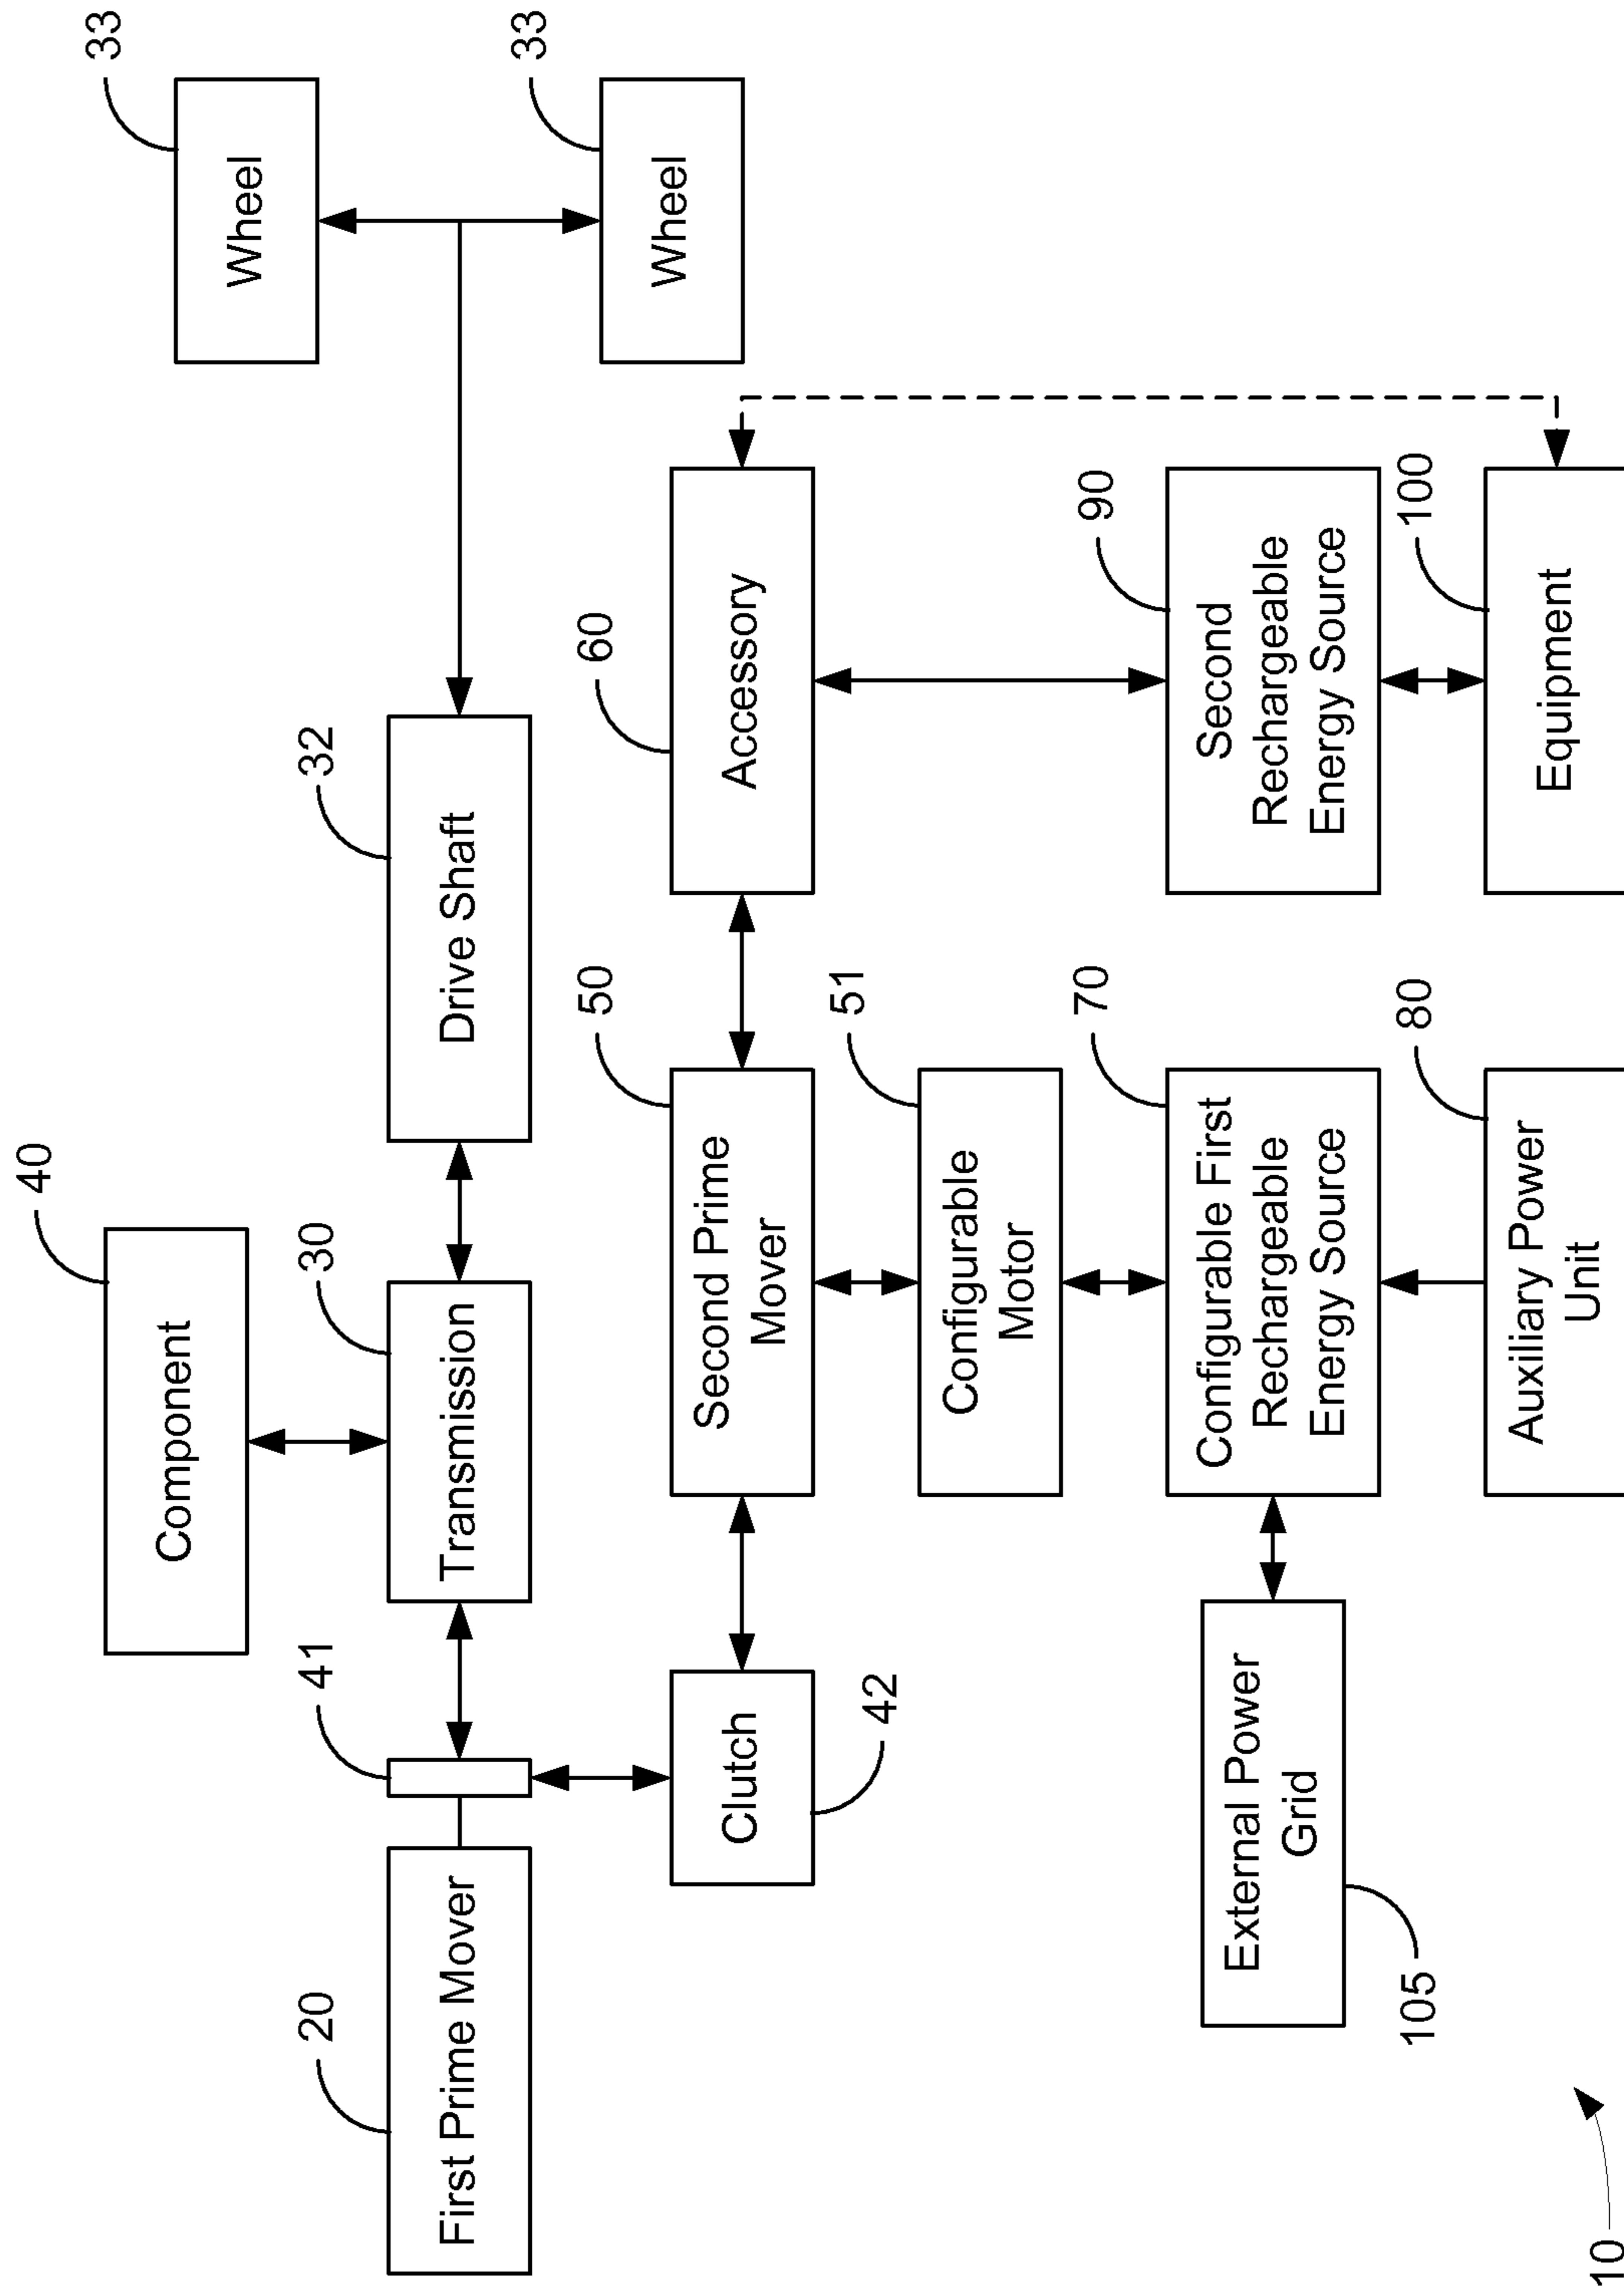 40
Component
33
Wheel
20
First Prime Mover
41
30
Transmission
32
Drive Shaft
33
Wheel
Clutch
42
50
Second Prime
Mover
60
Accessory
51
Configurable
Motor
105
External Power
Grid
70
Configurable First
Rechargeable
Energy Source
90
Second
Rechargeable
Energy Source
80
Auxiliary Power
Unit
100
Equipment
10